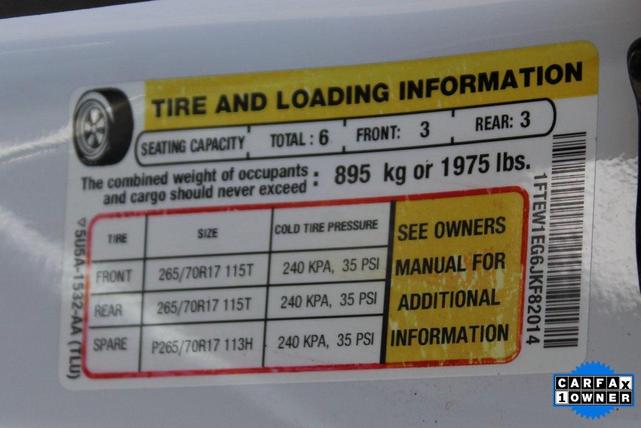 TIRE AND LOADING INFORMATION
SEATING CAPACITY TOTAL : 6 FRONT: 3 REAR: 3
The combined weight of occupants and cargo should never exceed : 895 kg or 1975 lbs.
TIRE SIZE COLD TIRE PRESSURE
FRONT 265/70R17 115T 240 KPA, 35 PSI
REAR 265/70R17 115T 240 KPA, 35 PSI
SPARE P265/70R17 113H 240 KPA, 35 PSI
SEE OWNERS
MANUAL FOR
ADDITIONAL
INFORMATION
5U5A-1532-AA (TLU)
1FTEW1EG6JKF82014
CARFAX
1 OWNER